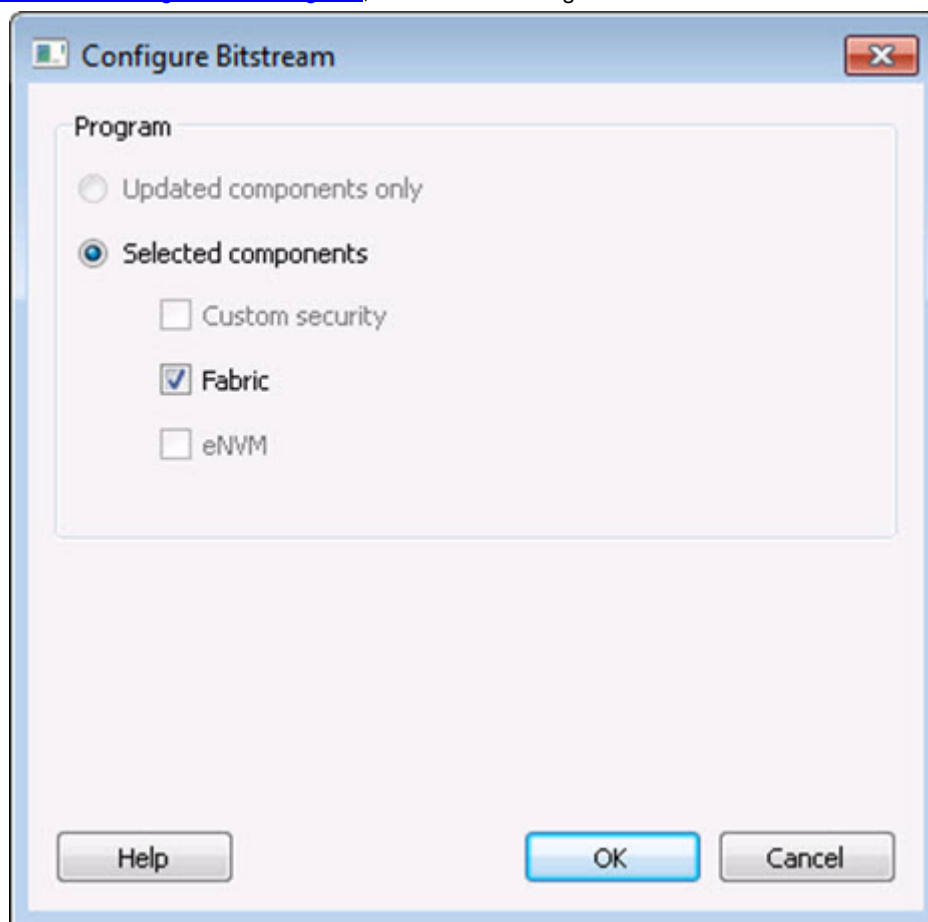 Configure Bitstream
Program
Updated components only
Selected components
Custom security
Fabric
eNVM
Help
OK
Cancel